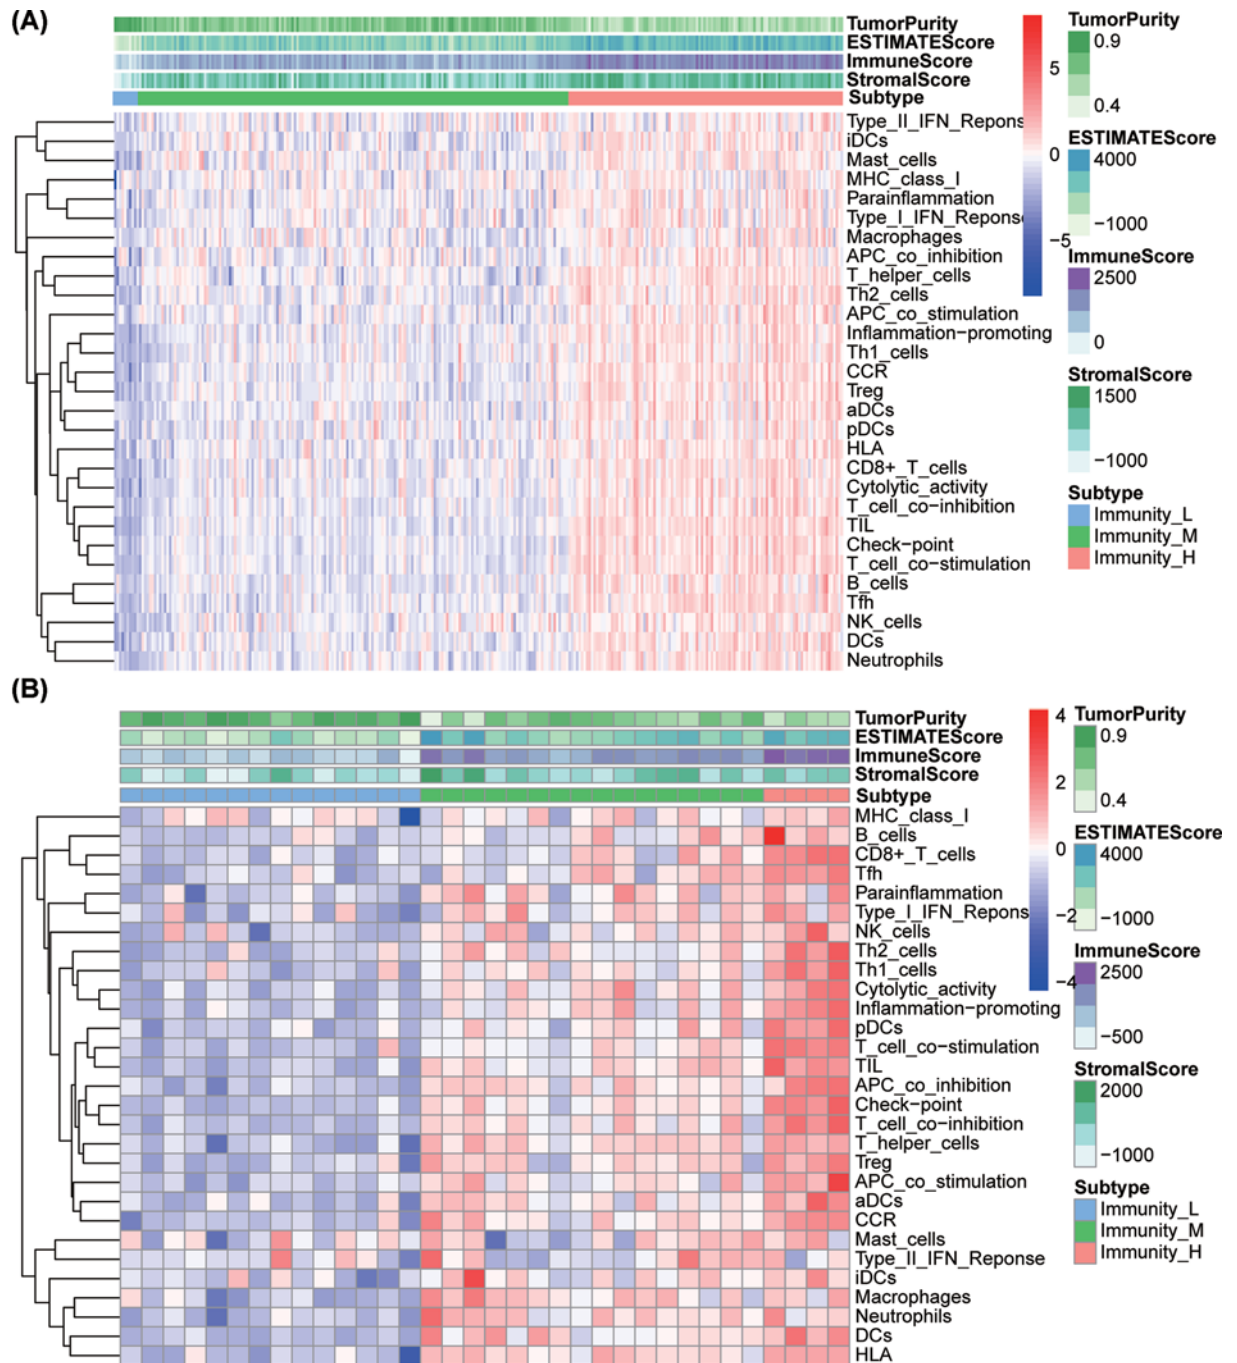 (A)
TumorPurity
ESTIMATEScore
ImmuneScore
StromalScore
Subtype
Type_II_IFN_Repons
iDCs
Mast_cells
MHC_class_I
Parainflammation
Type_I_IFN_Reponse
Macrophages
APC_co_inhibition
T_helper_cells
Th2_cells
APC_co_stimulation
Inflammation−promoting
Th1_cells
CCR
Treg
aDCs
pDCs
HLA
CD8+_T_cells
Cytolytic_activity
T_cell_co−inhibition
TIL
Check−point
T_cell_co−stimulation
B_cells
Tfh
NK_cells
DCs
Neutrophils
5
0
−5
TumorPurity
0.9
0.4
ESTIMATEScore
4000
−1000
ImmuneScore
2500
0
StromalScore
1500
−1000
Subtype
Immunity_L
Immunity_M
Immunity_H
(B)
TumorPurity
ESTIMATEScore
ImmuneScore
StromalScore
Subtype
MHC_class_I
B_cells
CD8+_T_cells
Tfh
Parainflammation
Type_I_IFN_Repons
NK_cells
Th2_cells
Th1_cells
Cytolytic_activity
Inflammation−promoting
pDCs
T_cell_co−stimulation
TIL
APC_co_inhibition
Check−point
T_cell_co−inhibition
T_helper_cells
Treg
APC_co_stimulation
aDCs
CCR
Mast_cells
Type_II_IFN_Reponse
iDCs
Macrophages
Neutrophils
DCs
HLA
4
2
0
−2
−4
TumorPurity
0.9
0.4
ESTIMATEScore
4000
−1000
ImmuneScore
2500
−500
StromalScore
2000
−1000
Subtype
Immunity_L
Immunity_M
Immunity_H